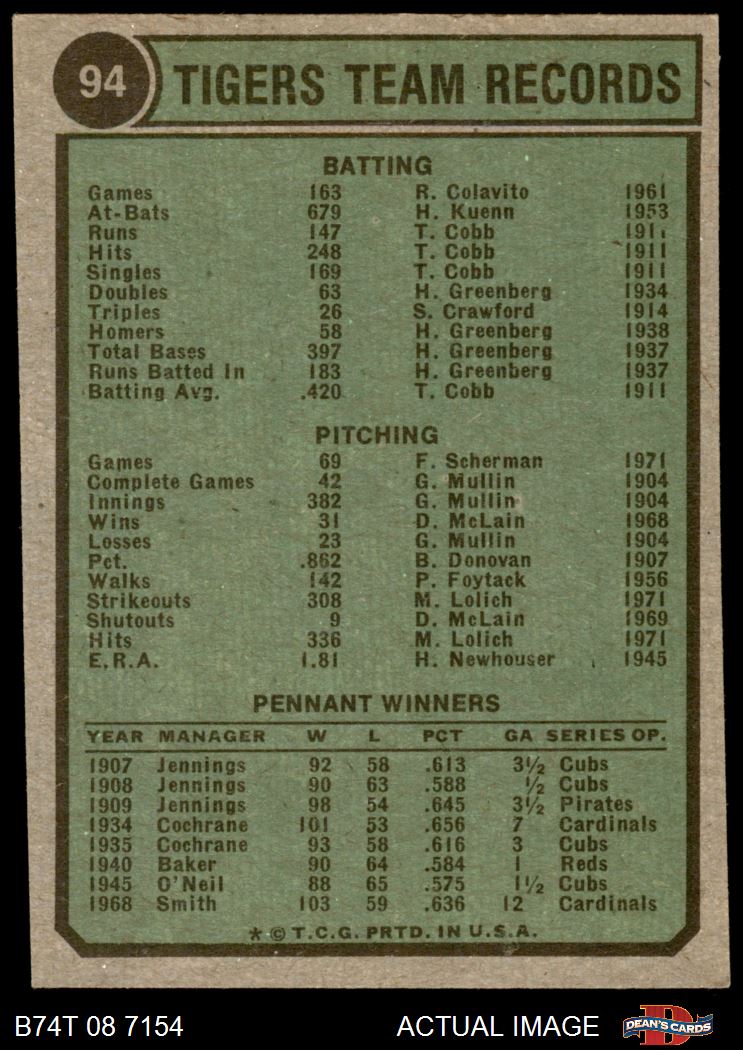 94 TIGERS TEAM RECORDS
BATTING
Games 163 R. Colavito 1961
At-Bats 679 H. Kuenn 1953
Runs 147 T. Cobb 1911
Hits 248 T. Cobb 1911
Singles 169 T. Cobb 1911
Doubles 63 H. Greenberg 1934
Triples 26 S. Crawford 1914
Homers 58 H. Greenberg 1938
Total Bases 397 H. Greenberg 1937
Runs Batted In 183 H. Greenberg 1937
Batting Avg. .420 T. Cobb 1911
PITCHING
Games 69 F. Scherman 1971
Complete Games 42 G. Mullin 1904
Innings 382 G. Mullin 1904
Wins 31 D. McLain 1968
Losses 23 G. Mullin 1904
Pct. .862 B. Donovan 1907
Walks 142 P. Foytack 1956
Strikeouts 308 M. Lolich 1971
Shutouts 9 D. McLain 1969
Hits 336 M. Lolich 1971
E.R.A. 1.81 H. Newhouser 1945
PENNANT WINNERS
YEAR MANAGER W L PCT GA SERIES OP.
1907 Jennings 92 58 .613 3½ Cubs
1908 Jennings 90 63 .588 ½ Cubs
1909 Jennings 98 54 .645 3½ Pirates
1934 Cochrane 101 53 .656 7 Cardinals
1935 Cochrane 93 58 .616 3 Cubs
1940 Baker 90 64 .584 1 Reds
1945 O'Neil 88 65 .575 1½ Cubs
1968 Smith 103 59 .636 12 Cardinals
* © T.C.G. PRTD. IN U.S.A.
B74T 08 7154 ACTUAL IMAGE D DEAN'S CARDS